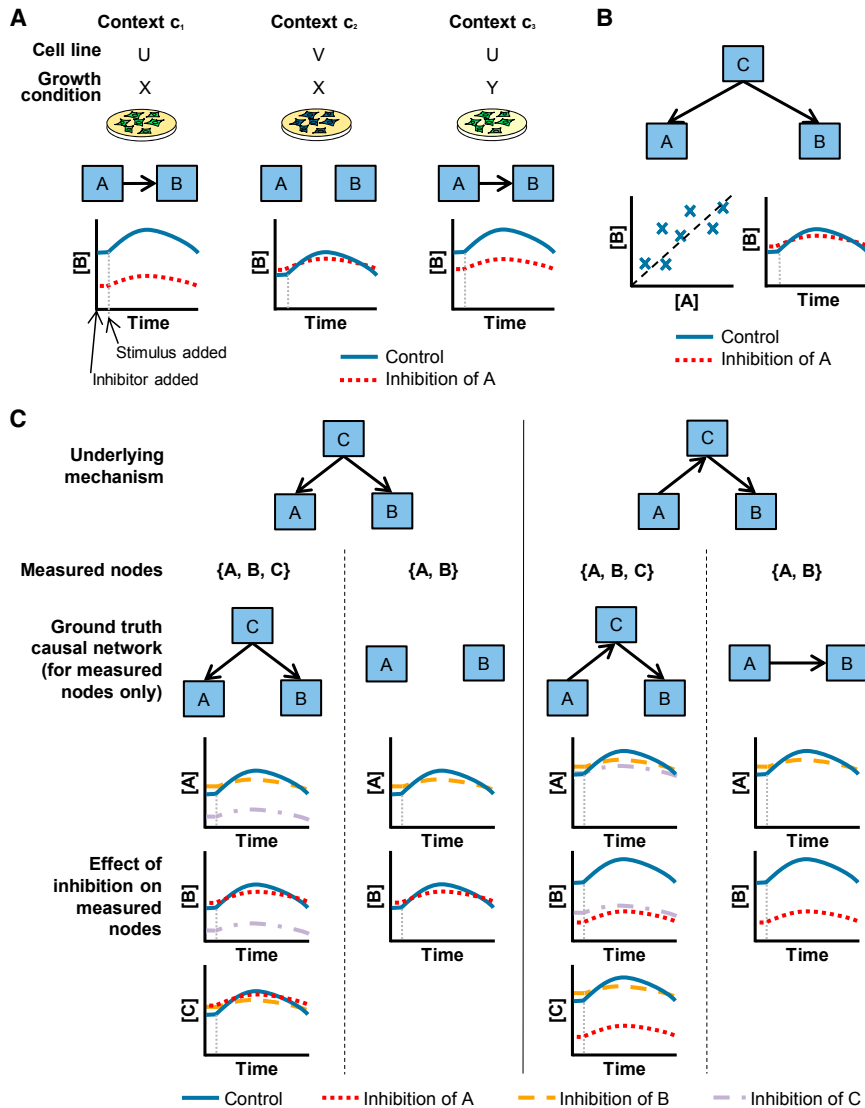 A
Context c₁ Context c₂ Context c₃
Cell line U V U
Growth
condition X X Y
A B A B A B
[B] [B] [B]
Time Time Time
Stimulus added
Inhibitor added
Control
Inhibition of A
B
C
A B
[B] [B]
[A] Time
Control
Inhibition of A
C
Underlying
mechanism
C C
A B A B
Measured nodes {A, B, C} {A, B} {A, B, C} {A, B}
Ground truth
causal network
(for measured
nodes only)
C C
A B A B A B A B
[A] [A] [A] [A]
Time Time Time Time
Effect of
inhibition on
measured
nodes
[B] [B] [B] [B]
Time Time Time Time
[C] [C]
Time Time
Control Inhibition of A Inhibition of B Inhibition of C